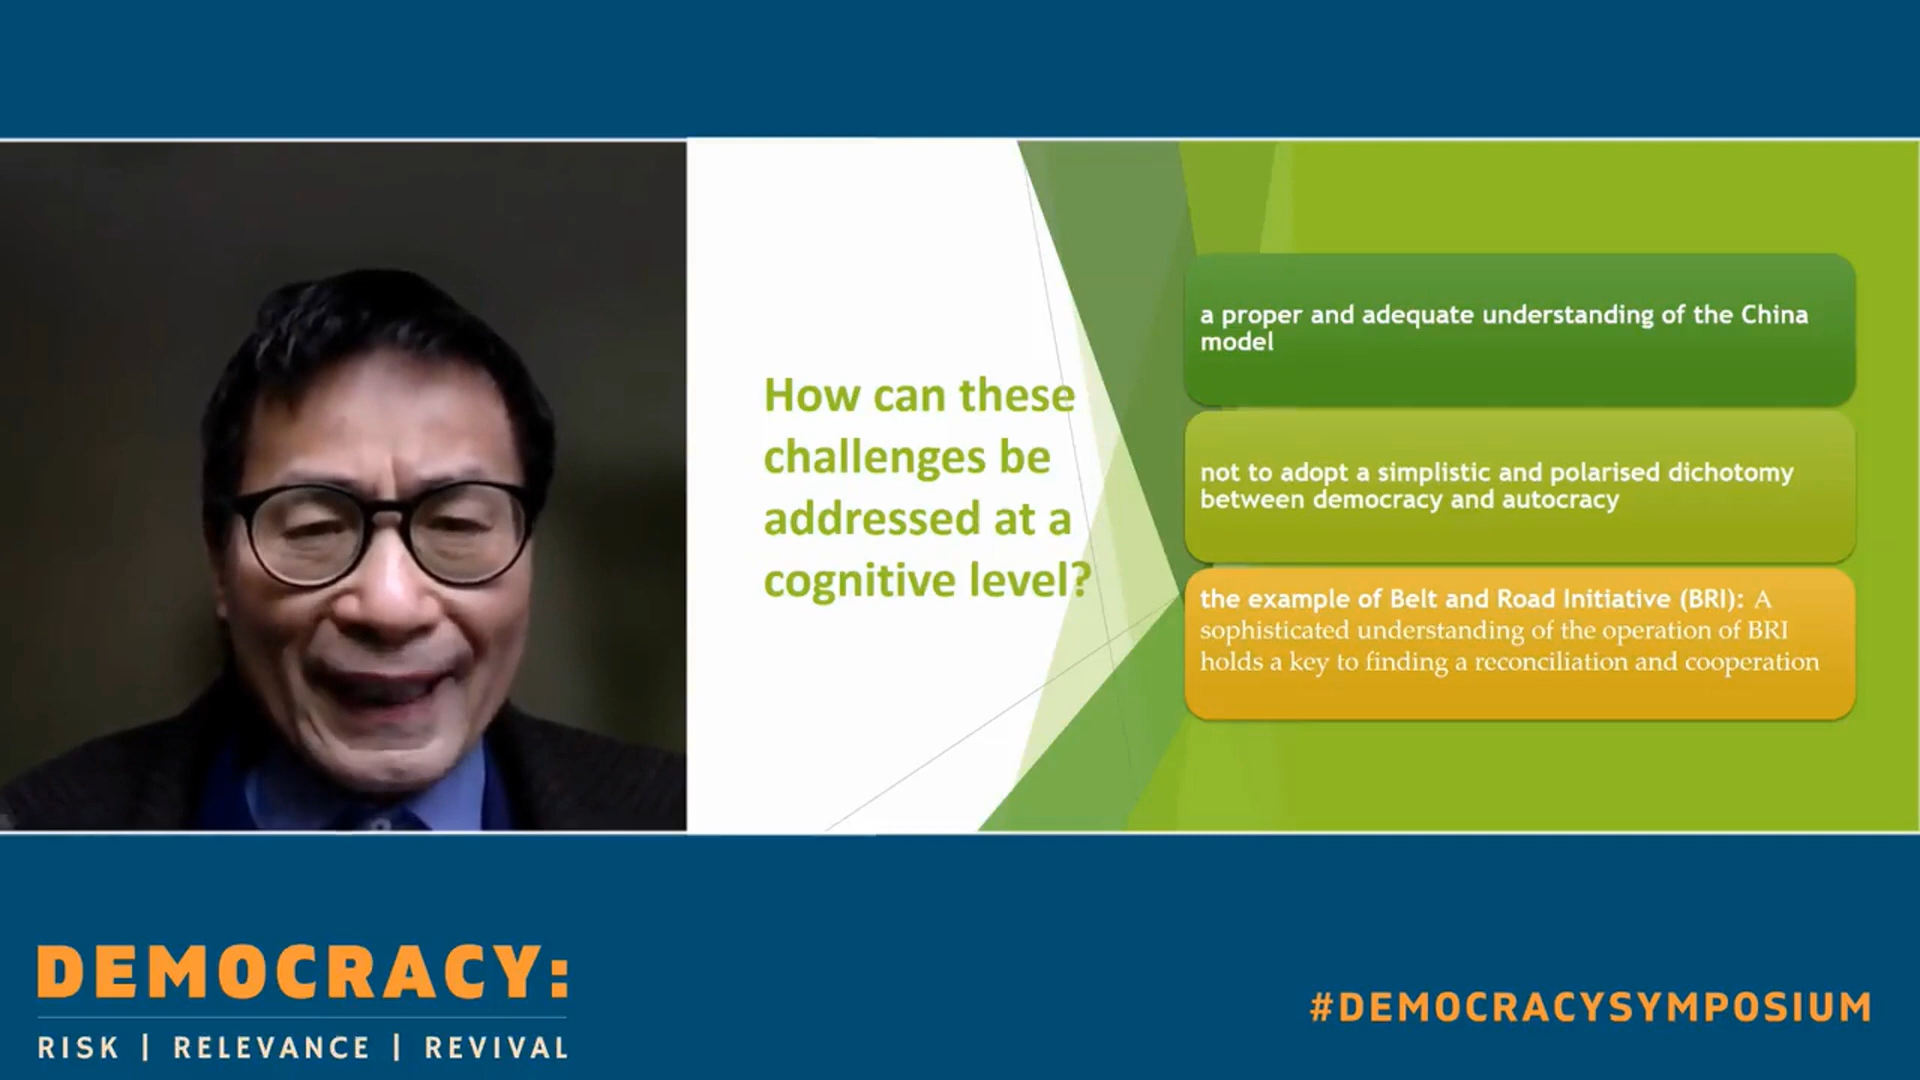 How can these
challenges be
addressed at a
cognitive level?
a proper and adequate understanding of the China
model
not to adopt a simplistic and polarised dichotomy
between democracy and autocracy
the example of Belt and Road Initiative (BRI): A
sophisticated understanding of the operation of BRI
holds a key to finding a reconciliation and cooperation
DEMOCRACY:
RISK | RELEVANCE | REVIVAL
#DEMOCRACYSYMPOSIUM